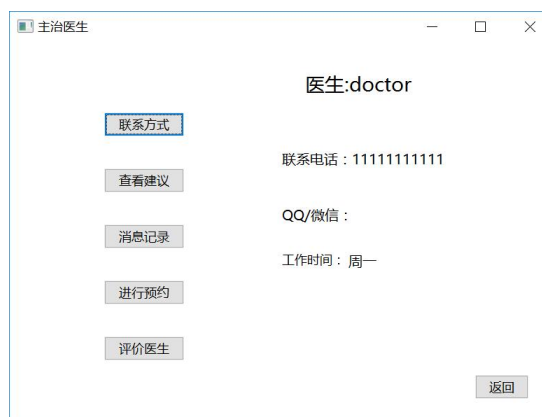 主治医生
医生:doctor
联系方式
联系电话：11111111111
查看建议
QQ/微信：
消息记录
工作时间： 周一
进行预约
评价医生
返回